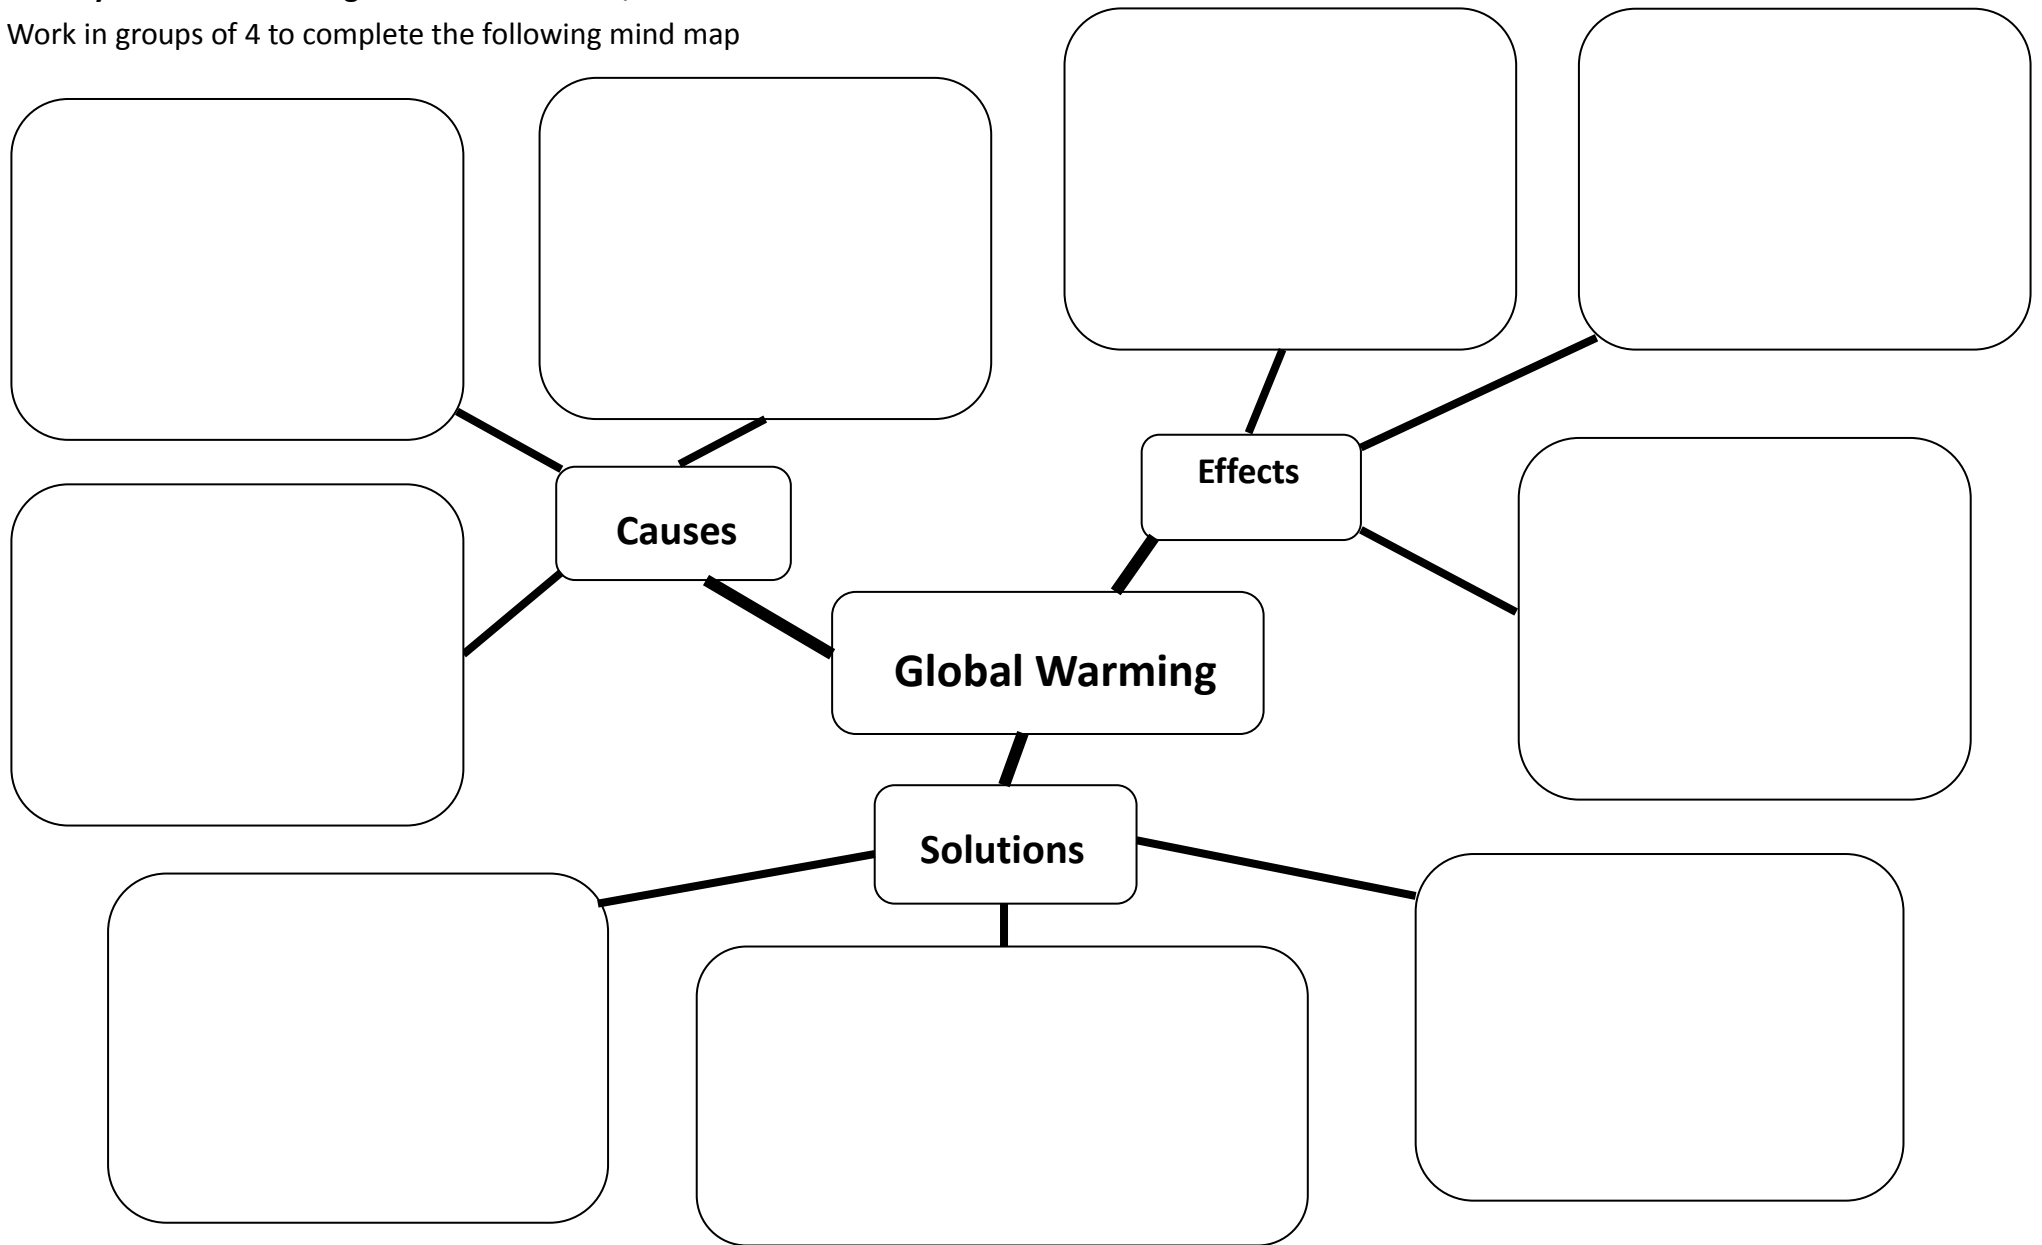 Work in groups of 4 to complete the following mind map
Effects
Causes
Global Warming
Solutions